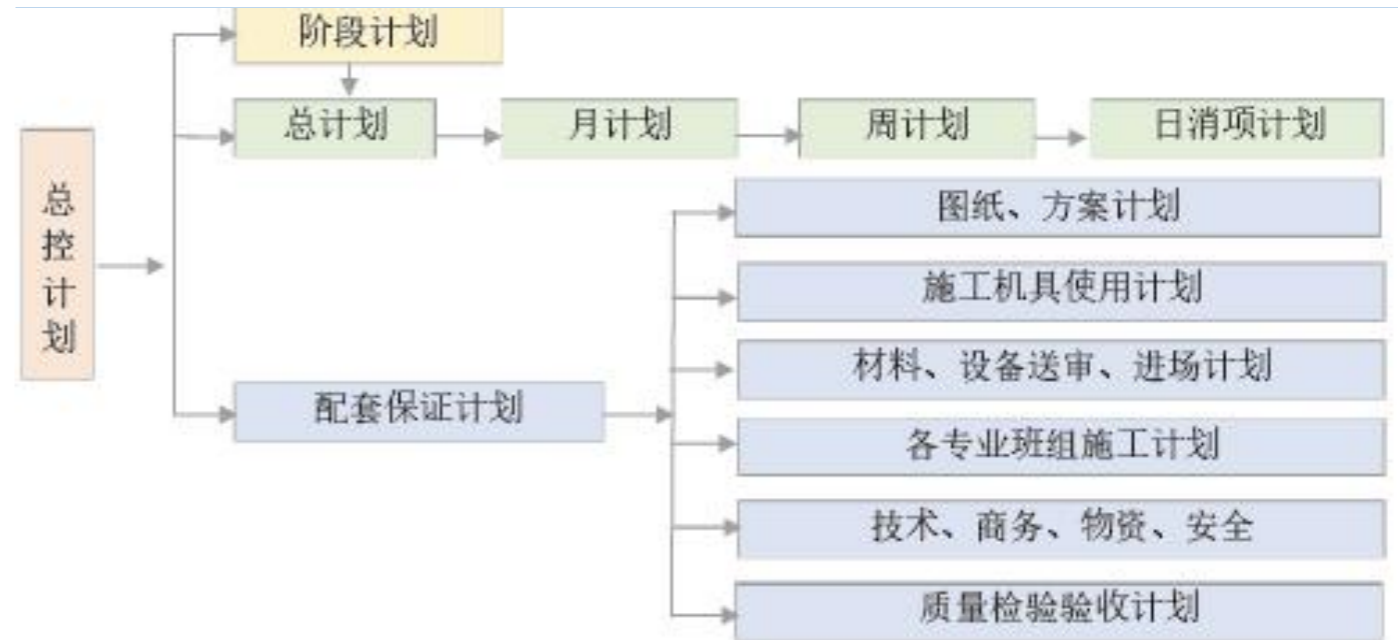 阶段计划
总计划
月计划
周计划
日消项计划
总控计划
图纸、方案计划
施工机具使用计划
材料、设备送审、进场计划
配套保证计划
各专业班组施工计划
技术、商务、物资、安全
质量检验验收计划